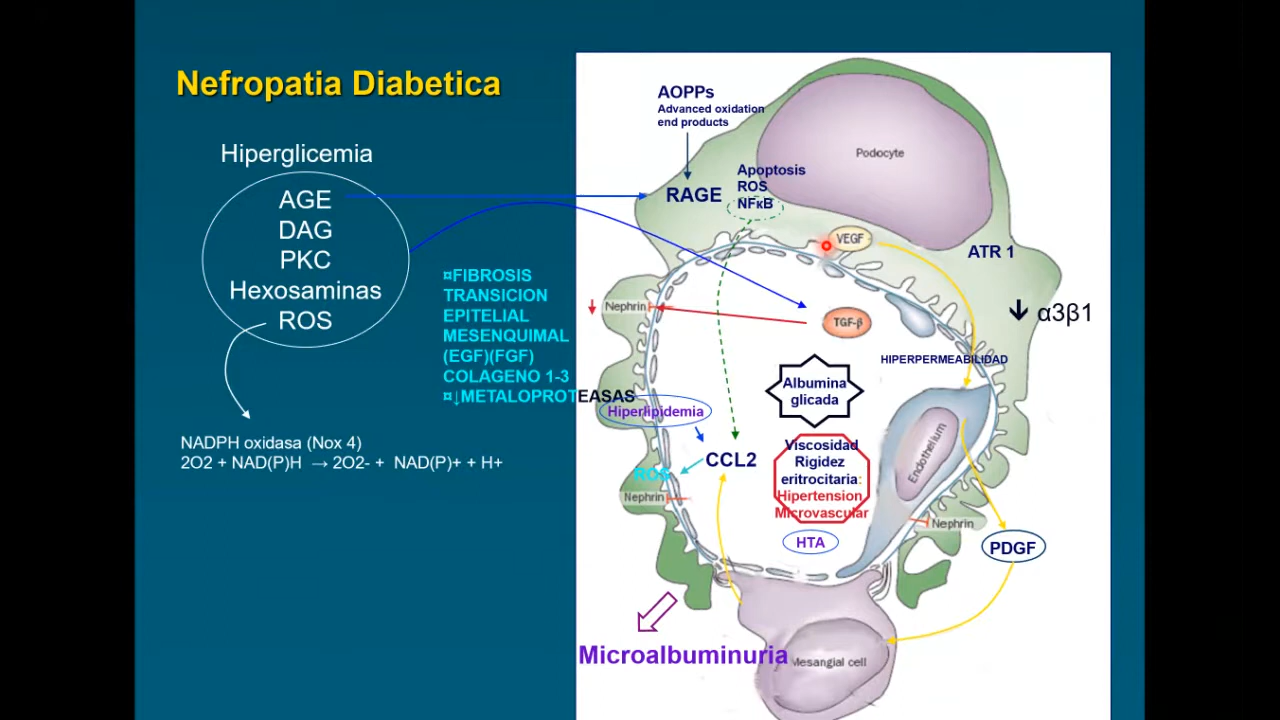 Nefropatia Diabetica
Hiperglicemia
AGE
DAG
PKC
Hexosaminas
ROS
NADPH oxidasa (Nox 4)
2O2 + NAD(P)H → 2O2- + NAD(P)+ + H+
¤FIBROSIS
TRANSICION
EPITELIAL
MESENQUIMAL
(EGF)(FGF)
COLAGENO 1-3
¤↓METALOPROTEASAS
AOPPs
Advanced oxidation
end products
RAGE
Apoptosis
ROS
NFκB
Podocyte
VEGF
ATR 1
↓ α3β1
Nephrin
TGF-β
HIPERPERMEABILIDAD
Albumina
glicada
Hiperlipidemia
CCL2
ROS
Nephrin
Viscosidad
Rigidez
eritrocitaria:
Hipertension
Microvascular
HTA
Endothelium
Nephrin
PDGF
Microalbuminuria
Mesangial cell